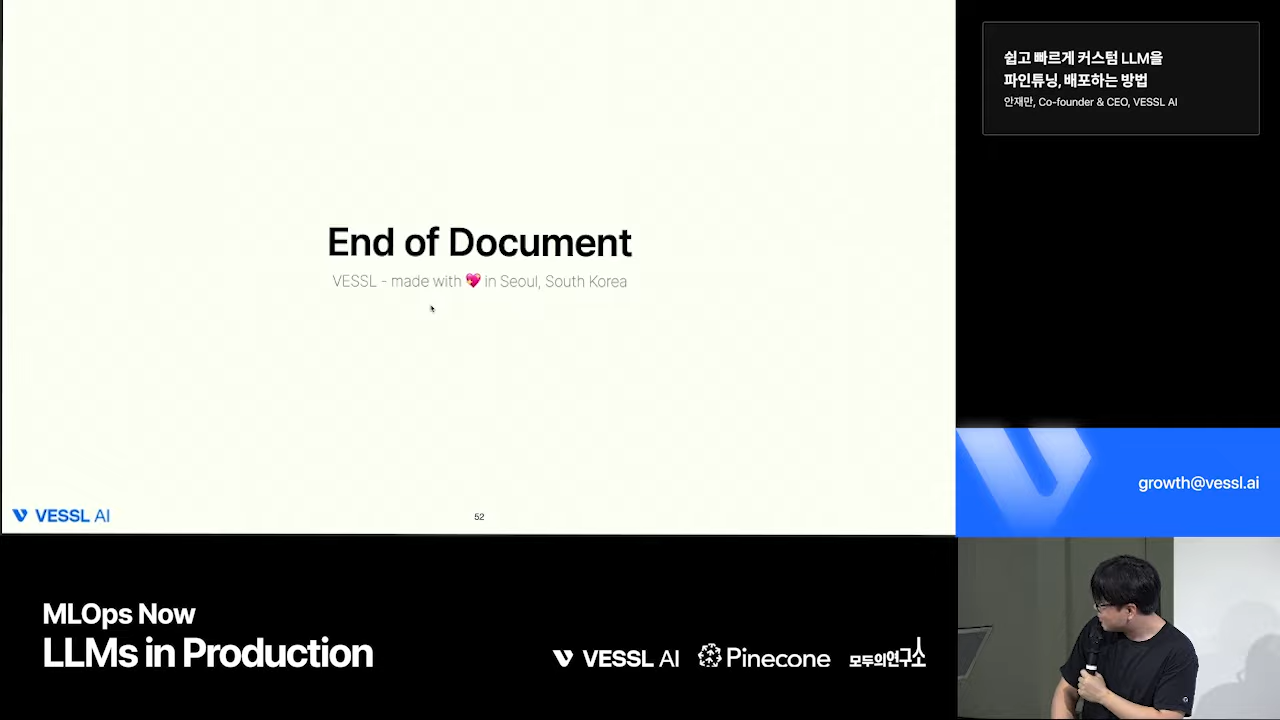 End of Document
VESSL - made with 💖 in Seoul, South Korea
VESSL AI
52
쉽고 빠르게 커스텀 LLM을
파인튜닝, 배포하는 방법
안재만, Co-founder & CEO, VESSL AI
growth@vessl.ai
MLOps Now
LLMs in Production
VESSL AI
Pinecone
모두의연구소